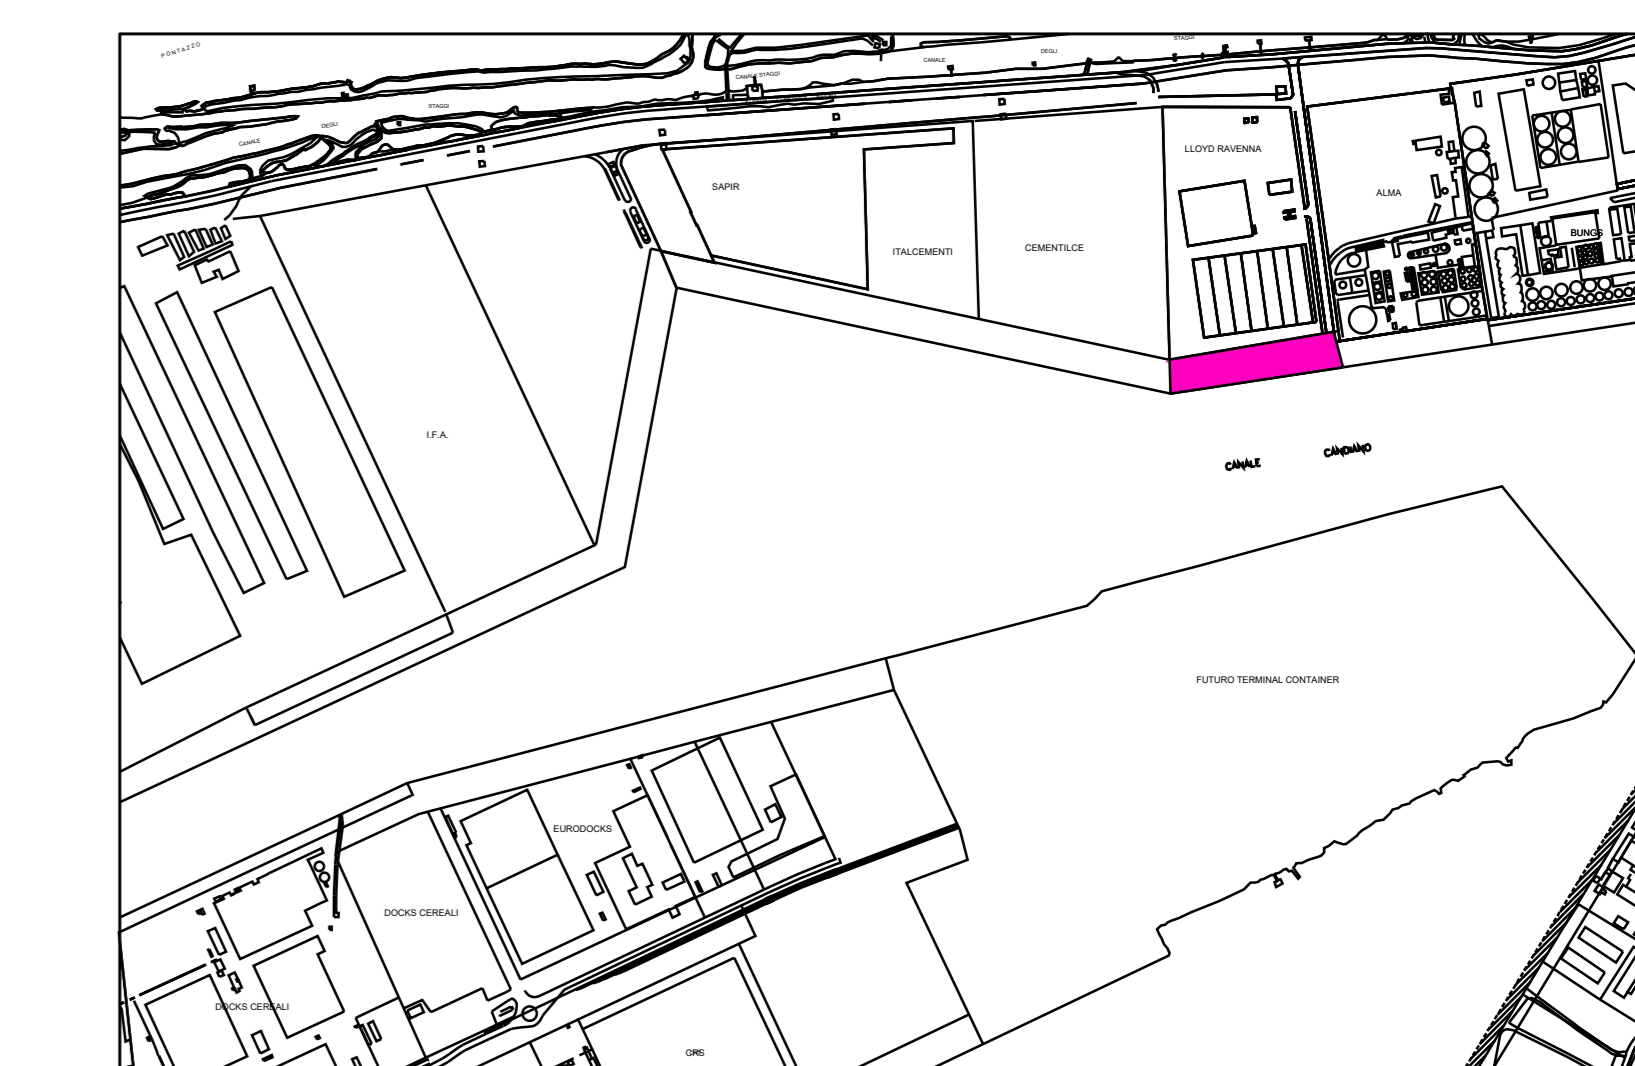 PONTAZZO
STAGGI
DEGLI
CANALE
CANALE STAGGI
STAGGI
DEGLI
CANALE
LLOYD RAVENNA
SAPIR
ALMA
BUNGE
ITALCEMENTI
CEMENTILCE
I.F.A.
CANALE CANDIANO
FUTURO TERMINAL CONTAINER
EURODOCKS
DOCKS CEREALI
DOCKS CEREALI